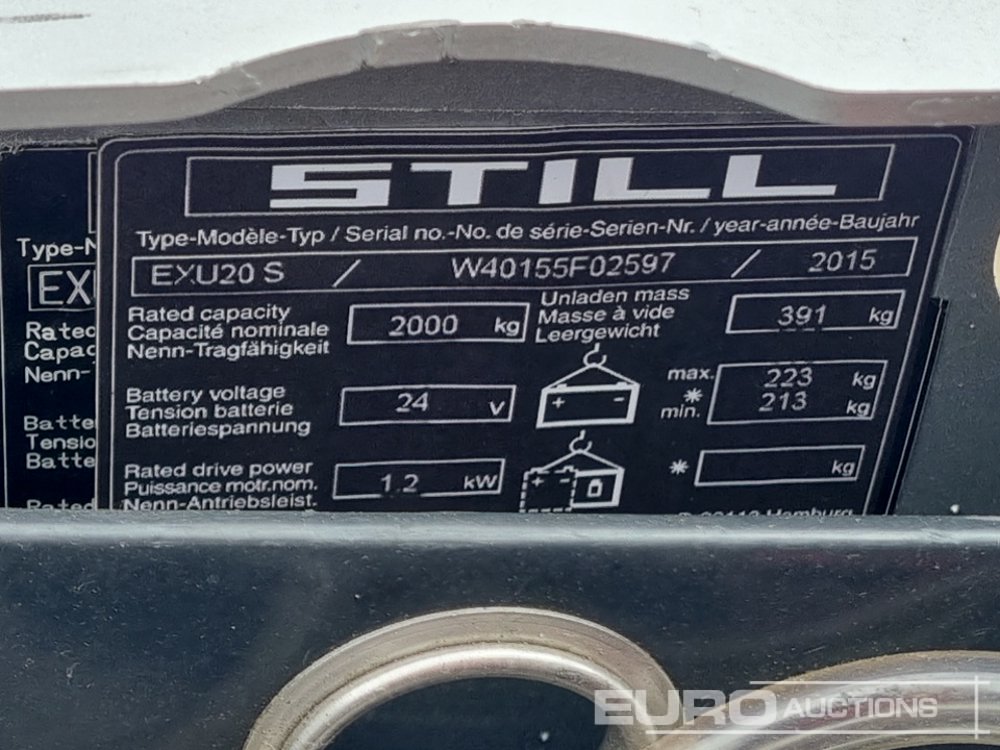 STILL
Type-Modèle-Typ / Serial no.-No. de série-Serien-Nr. / year-année-Baujahr
EXU20 S / W40155F02597 / 2015
Rated capacity
Capacité nominale
Nenn-Tragfähigkeit
2000 kg
Unladen mass
Masse à vide
Leergewicht
391 kg
Battery voltage
Tension batterie
Batteriespannung
24 V
+ -
max. 223 kg
* min. 213 kg
Rated drive power
Puissance motr.nom.
Nenn-Antriebsleist.
1.2 kW
+ -
* kg
Hamburg
Type-
EX
Rated
Capac
Nenn-
Batte
Tensio
Batte
Rated
EURO AUCTIONS